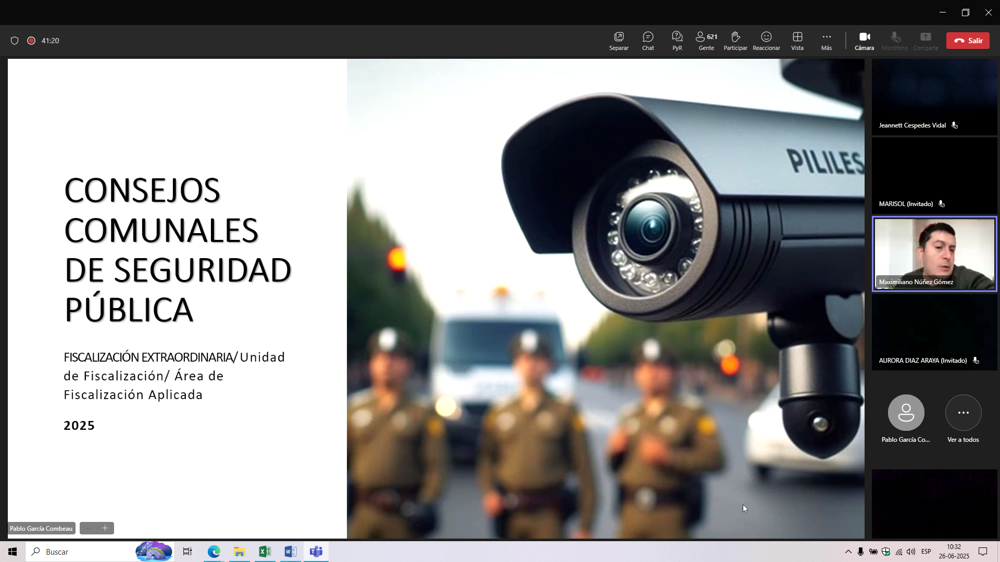 41:20
Separar
Chat
PyR
621
Gente
Participar
Reaccionar
Vista
Más
Cámara
Micrófono
Comparte
Salir
CONSEJOS
COMUNALES
DE SEGURIDAD
PÚBLICA
FISCALIZACIÓN EXTRAORDINARIA/ Unidad
de Fiscalización/ Área de
Fiscalización Aplicada
2025
PILILES
Pablo García Combeau
Jeannett Cespedes Vidal
MARISOL (Invitado)
Maximiliano Núñez Gómez
AURORA DIAZ ARAYA (Invitado)
Pablo García Co...
Ver a todos
Buscar
ESP
10:32
26-06-2025